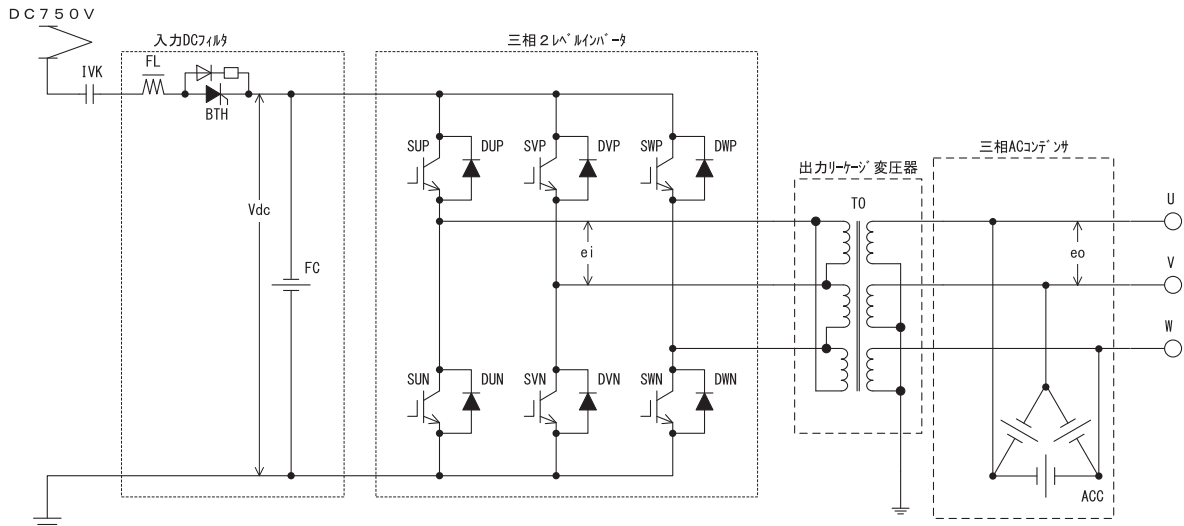 DC750V
入力DCフィルタ
三相2レベルインバータ
IVK
FL
BTH
SUP
DUP
SVP
DVP
SWP
DWP
三相ACコンデンサ
出力リーケージ変圧器
Vdc
TO
U
ei
eo
FC
V
W
SUN
DUN
SVN
DVN
SWN
DWN
ACC